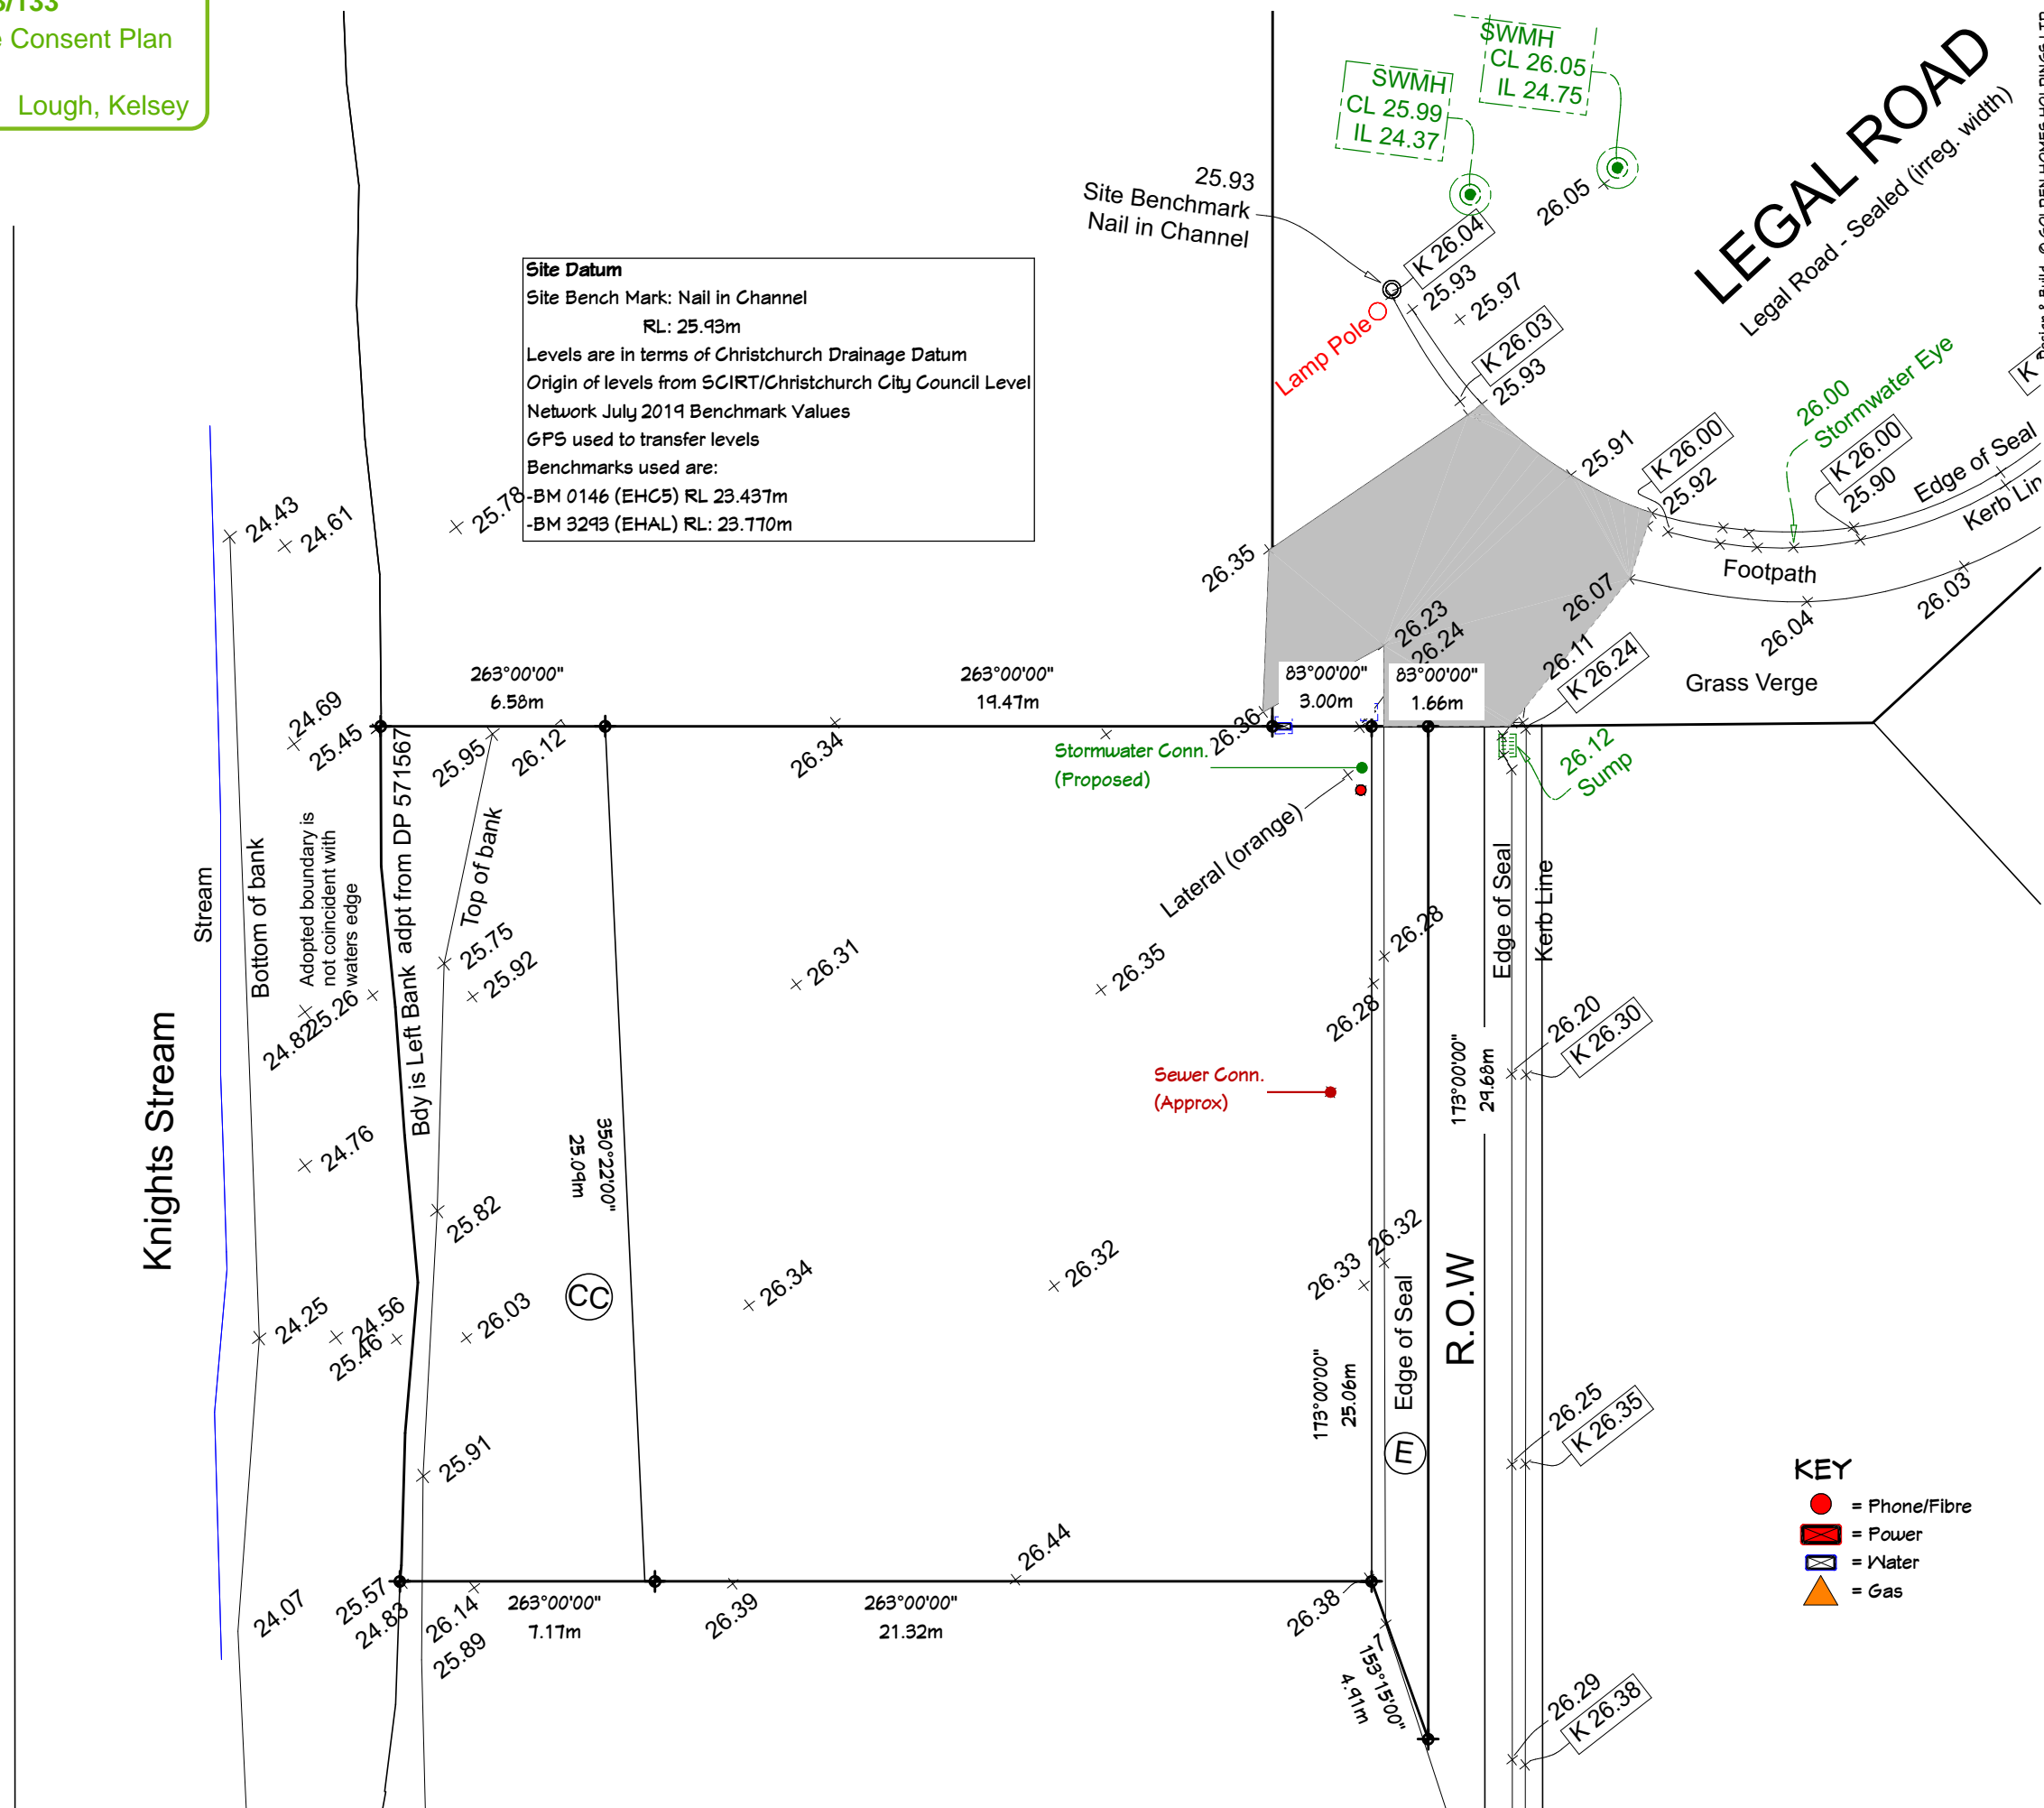 Consent Plan
Lough, Kelsey
SWMH
CL 26.05
IL 24.75
SWMH
CL 25.99
IL 24.37
26.05
LEGAL ROAD
Legal Road - Sealed (irreg. width)
25.93
Site Benchmark
Nail in Channel
K 26.04
25.93
25.97
Lamp Pole
K 26.03
25.93
Site Datum
Site Bench Mark: Nail in Channel
RL: 25.93m
Levels are in terms of Christchurch Drainage Datum
Origin of levels from SCIRT/Christchurch City Council Level
Network July 2019 Benchmark Values
GPS used to transfer levels
Benchmarks used are:
-BM 0146 (EHC5) RL 23.437m
-BM 3293 (EHAL) RL: 23.770m
26.00
Stormwater Eye
25.91
K 26.00
25.92
K 26.00
25.90
Edge of Seal
Kerb Lin
Footpath
26.07
26.04
26.03
Grass Verge
24.43
24.61
25.78
26.35
26.23
26.24
26.11
K 26.24
263°00'00"
6.58m
263°00'00"
19.47m
83°00'00"
3.00m
83°00'00"
1.66m
24.69
25.45
25.95
26.12
26.34
26.36
Stormwater Conn.
(Proposed)
26.12
Sump
Lateral (orange)
Stream
Bottom of bank
Adopted boundary is
not coincident with
waters edge
Bdy is Left Bank adpt from DP 571567
Top of bank
Edge of Seal
Kerb Line
25.75
25.92
26.31
26.35
26.28
26.28
24.82
25.26
26.20
K 26.30
Knights Stream
24.76
25.82
350°22'00"
25.09m
Sewer Conn.
(Approx)
173°00'00"
29.68m
24.25
24.56
25.46
26.03
CC
26.34
26.32
26.33
26.32
Edge of Seal
R.O.W
173°00'00"
25.06m
E
25.91
26.25
K 26.35
KEY
= Phone/Fibre
= Power
= Water
= Gas
24.07
25.57
24.83
26.14
25.89
263°00'00"
7.17m
26.39
263°00'00"
21.32m
26.44
26.38
153°15'00"
4.91m
26.29
K 26.38